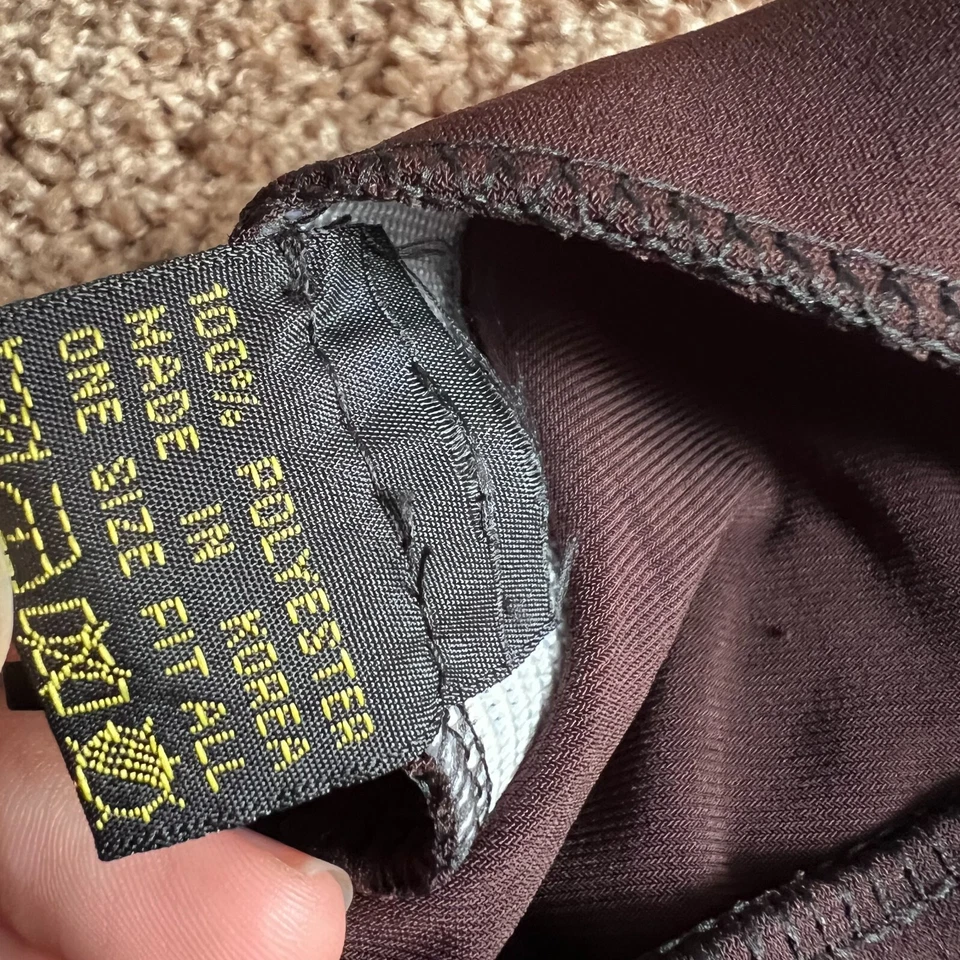 100% POLYESTER
MADE IN KOREA
ONE SIZE FIT ALL